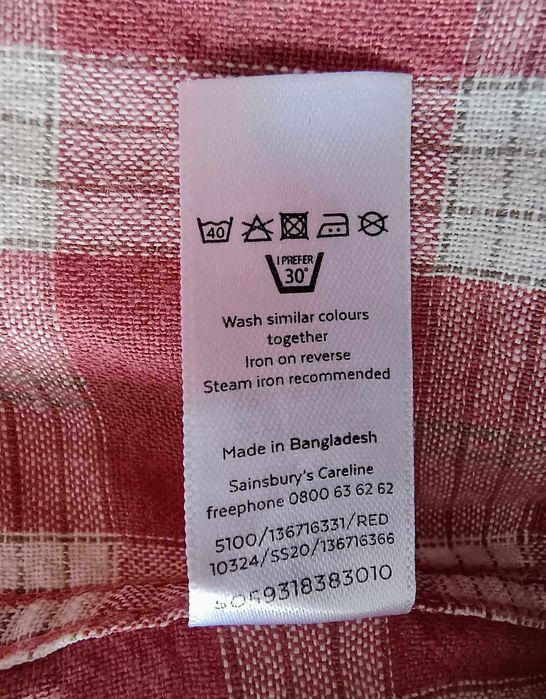 40
I PREFER
30°
Wash similar colours
together
Iron on reverse
Steam iron recommended
Made in Bangladesh
Sainsbury's Careline
freephone 0800 63 62 62
5100/136716331/RED
10324/SS20/136716366
5059318383010